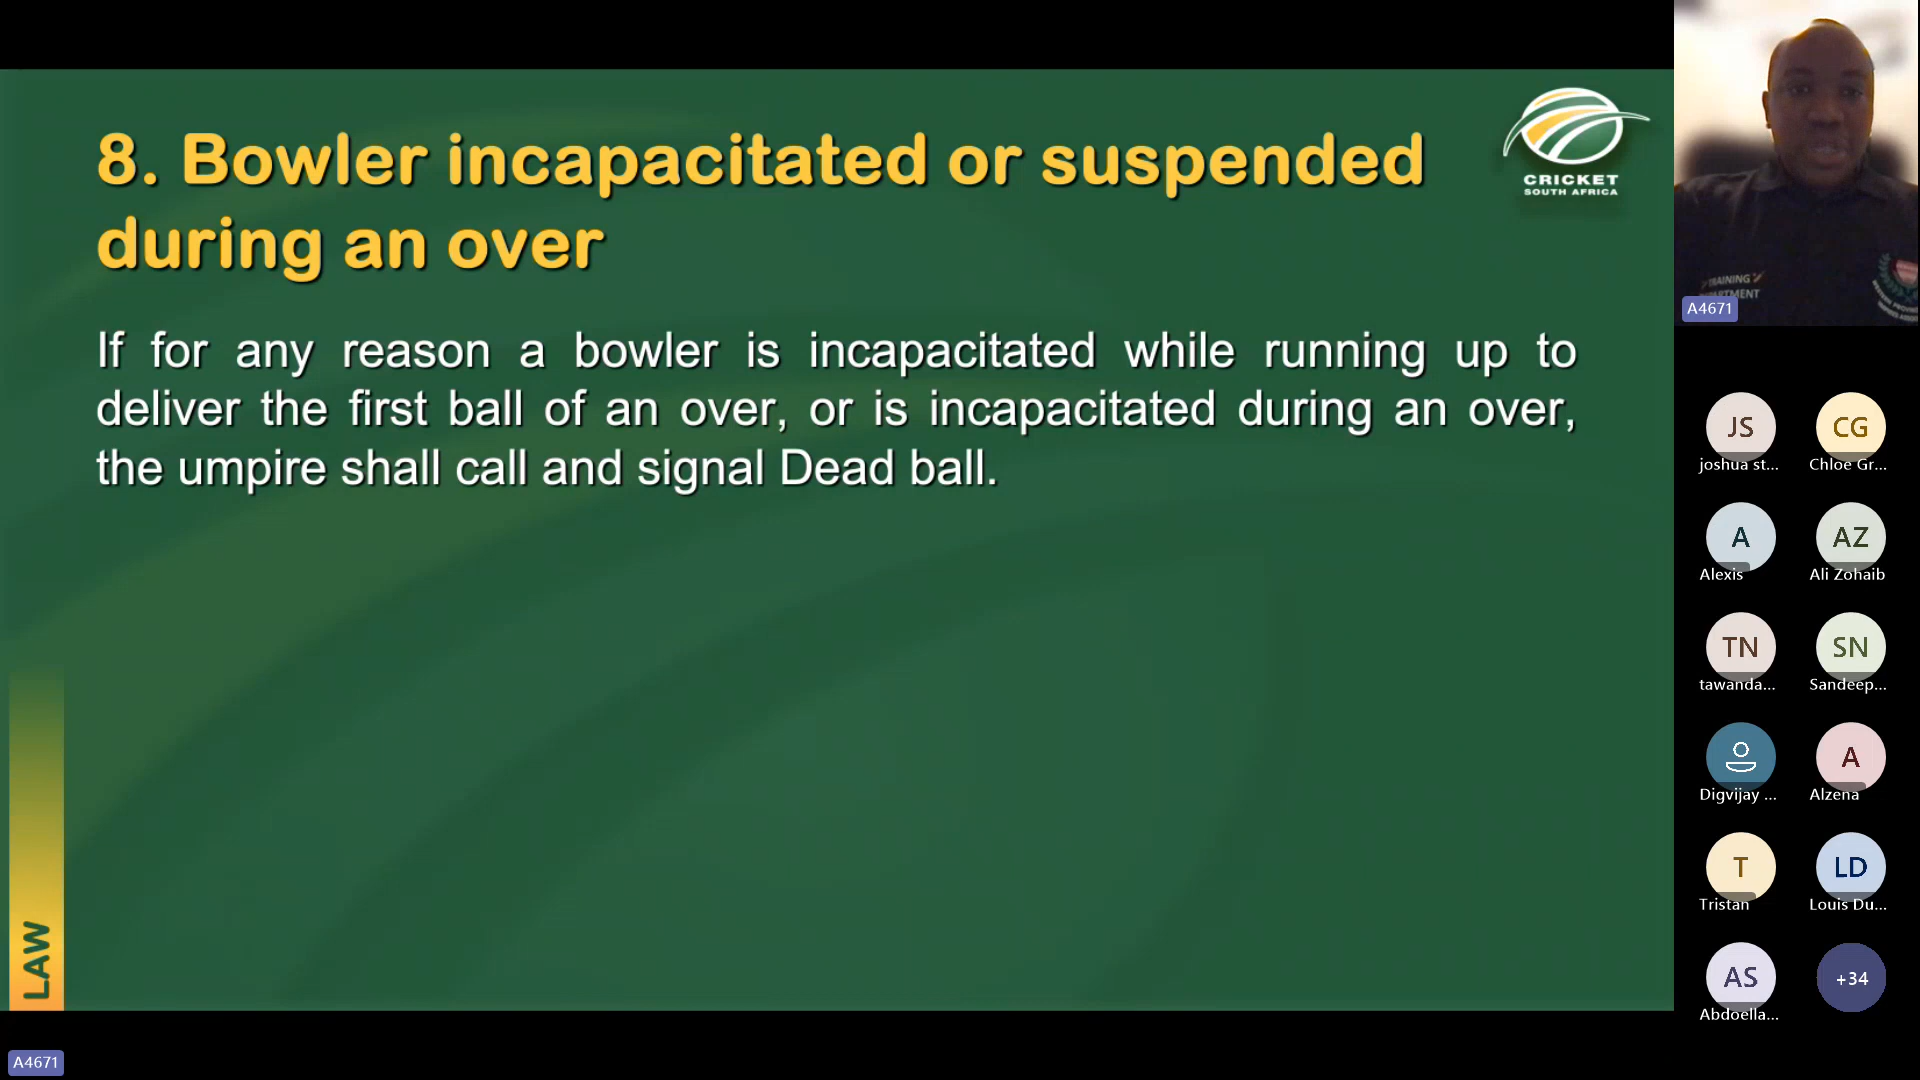 8. Bowler incapacitated or suspended
during an over
CRICKET
SOUTH AFRICA
If for any reason a bowler is incapacitated while running up to
deliver the first ball of an over, or is incapacitated during an over,
the umpire shall call and signal Dead ball.
LAW
A4671
TRAINING
A4671
JS
CG
joshua st...
Chloe Gr...
A
AZ
Alexis
Ali Zohaib
TN
SN
tawanda...
Sandeep...
A
Digvijay ...
Alzena
T
LD
Tristan
Louis Du...
AS
+34
Abdoella...